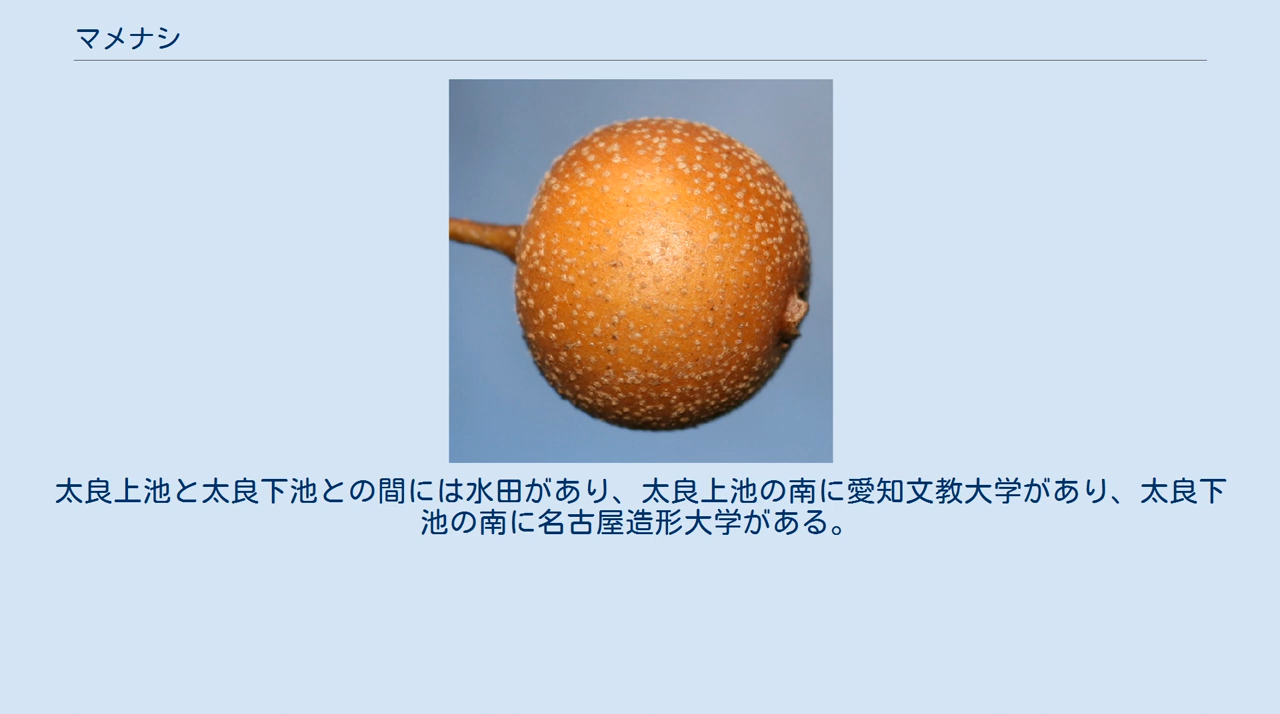 マメナシ
太良上池と太良下池との間には水田があり、太良上池の南に愛知文教大学があり、太良下
池の南に名古屋造形大学がある。